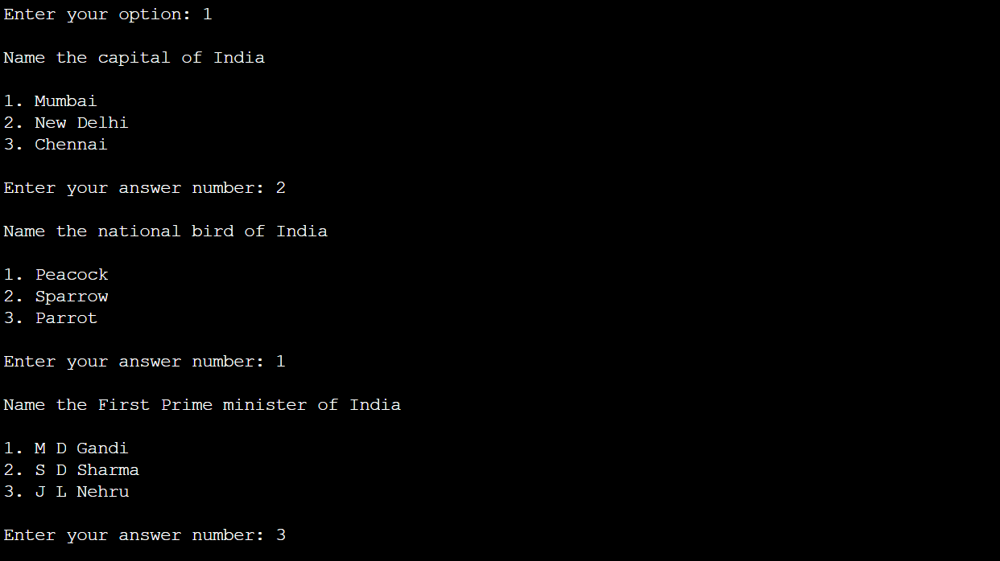 Enter your option: 1
Name the capital of India
1. Mumbai
2. New Delhi
3. Chennai
Enter your answer number: 2
Name the national bird of India
1. Peacock
2. Sparrow
3. Parrot
Enter your answer number: 1
Name the First Prime minister of India
1. M D Gandi
2. S D Sharma
3. J L Nehru
Enter your answer number: 3